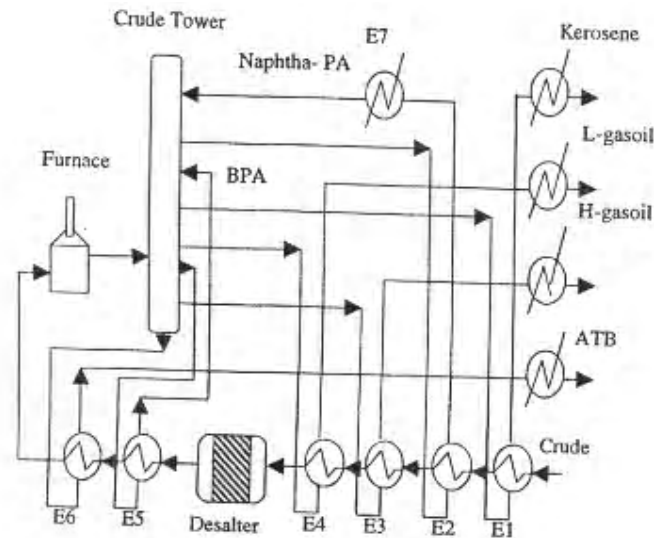 Crude Tower
E7
Kerosene
Naphtha- PA
L-gasoil
Furnace
BPA
H-gasoil
ATB
Crude
E6
E5
Desalter
E4
E3
E2
E1